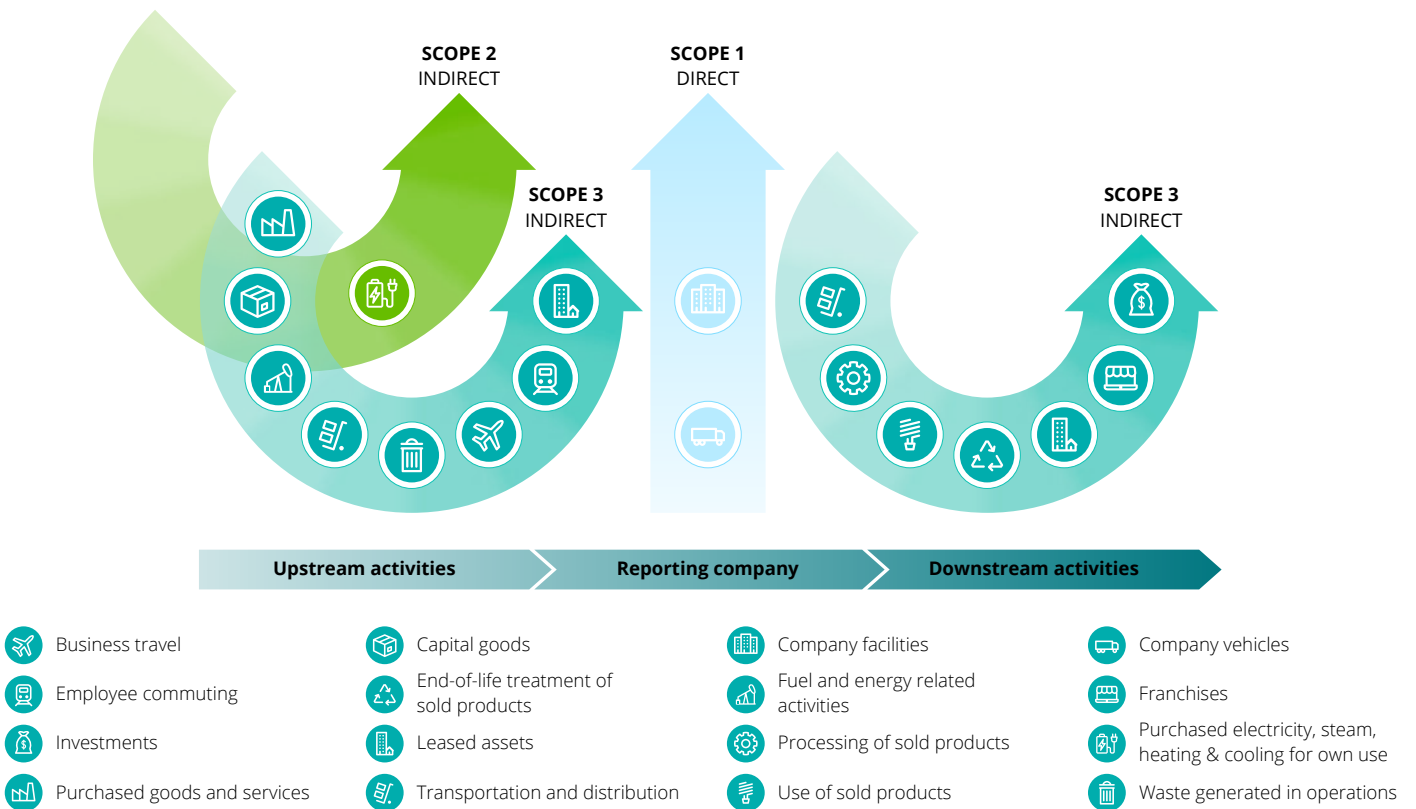 SCOPE 2
INDIRECT
SCOPE 1
DIRECT
SCOPE 3
INDIRECT
SCOPE 3
INDIRECT
$
Upstream activities
Reporting company
Downstream activities
Business travel
Capital goods
Company facilities
Company vehicles
Employee commuting
End-of-life treatment of
sold products
Fuel and energy related
activities
Franchises
$
Investments
Leased assets
Processing of sold products
Purchased electricity, steam,
heating & cooling for own use
Purchased goods and services
Transportation and distribution
Use of sold products
Waste generated in operations